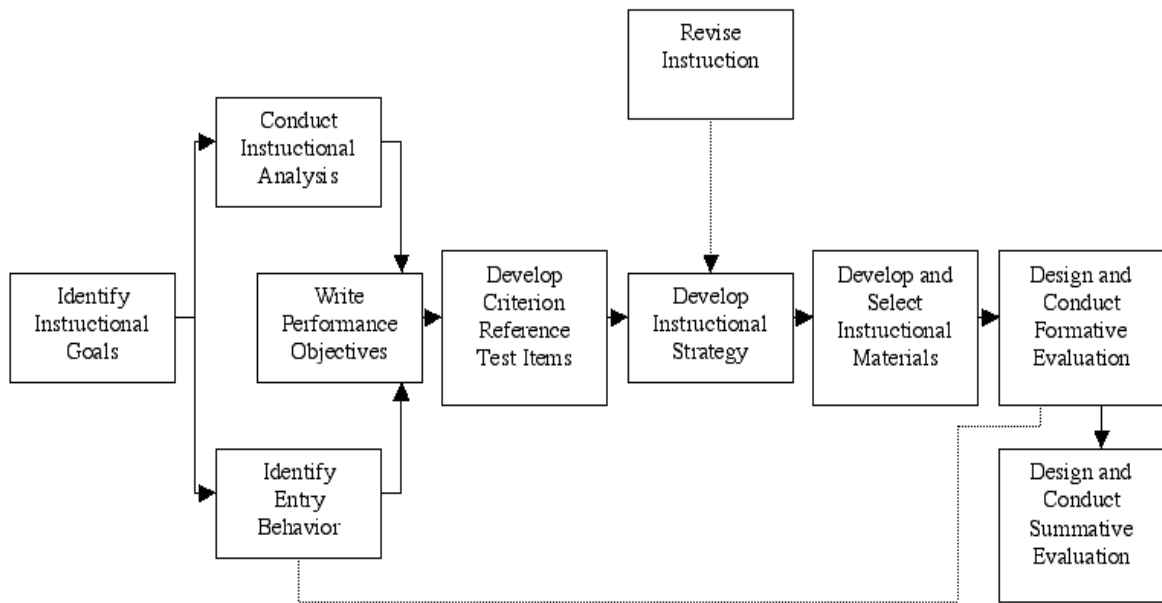 Revise
Instruction
Conduct
Instructional
Analysis
Identify
Instructional
Goals
Write
Performance
Objectives
Develop
Criterion
Reference
Test Items
Develop
Instructional
Strategy
Develop and
Select
Instructional
Materials
Design and
Conduct
Formative
Evaluation
Identify
Entry
Behavior
Design and
Conduct
Summative
Evaluation